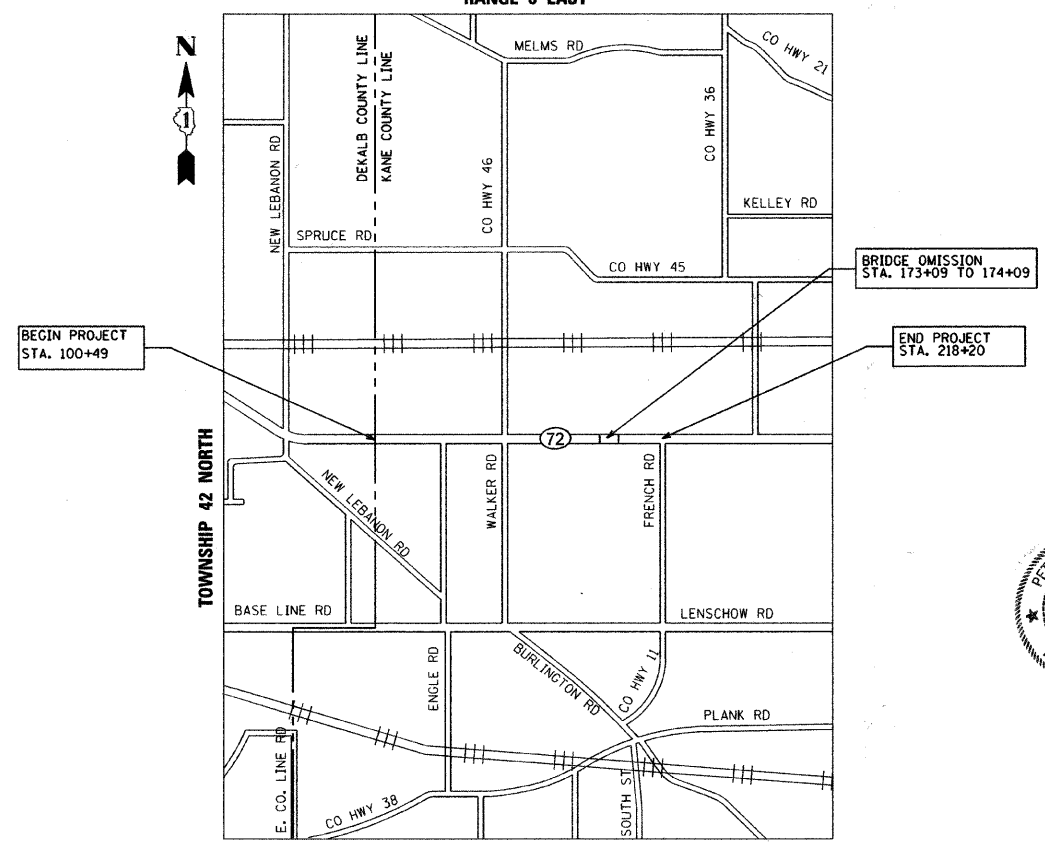 N
1
MELMS RD
CO HWY 21
DEKALB COUNTY LINE
KANE COUNTY LINE
CO HWY 36
NEW LEBANON RD
CO HWY 46
KELLEY RD
SPRUCE RD
CO HWY 45
BRIDGE OMISSION
STA. 173+09 TO 174+09
BEGIN PROJECT
STA. 100+49
END PROJECT
STA. 218+20
72
TOWNSHIP 42 NORTH
NEW LEBANON RD
WALKER RD
FRENCH RD
BASE LINE RD
LENSCHOW RD
ENGLE RD
BURLINGTON RD
CO HWY 11
PLANK RD
E. CO. LINE RD
CO HWY 38
SOUTH ST